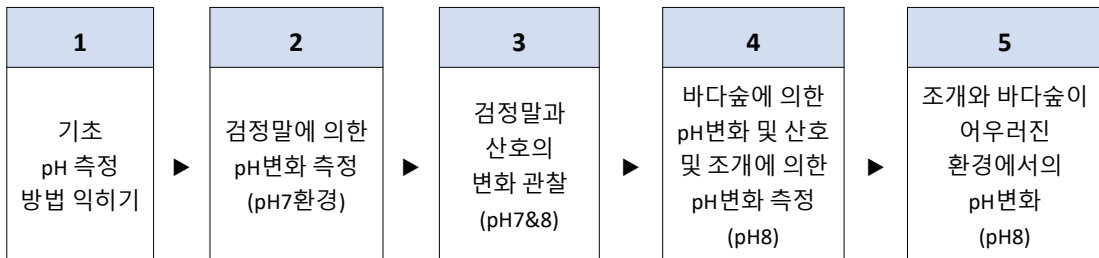 1
기초
pH 측정
방법 익히기
▶
2
검정말에 의한
pH변화 측정
(pH7환경)
▶
3
검정말과
산호의
변화 관찰
(pH7&8)
▶
4
바다숲에 의한
pH변화 및 산호
및 조개에 의한
pH변화 측정
(pH8)
▶
5
조개와 바다숲이
어우러진
환경에서의
pH변화
(pH8)